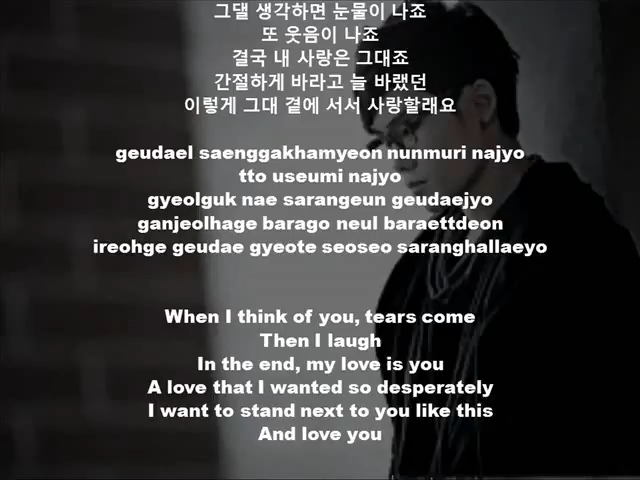 그댈 생각하면 눈물이 나죠
또 웃음이 나죠
결국 내 사랑은 그대죠
간절하게 바라고 늘 바랬던
이렇게 그대 곁에 서서 사랑할래요
geudael saenggakhamyeon nunmuri najyo
tto useumi najyo
gyeolguk nae sarangeun geudaejyo
ganjeolhage barago neul baraettdeon
ireohge geudae gyeote seoseo saranghallaeyo
When I think of you, tears come
Then I laugh
In the end, my love is you
A love that I wanted so desperately
I want to stand next to you like this
And love you